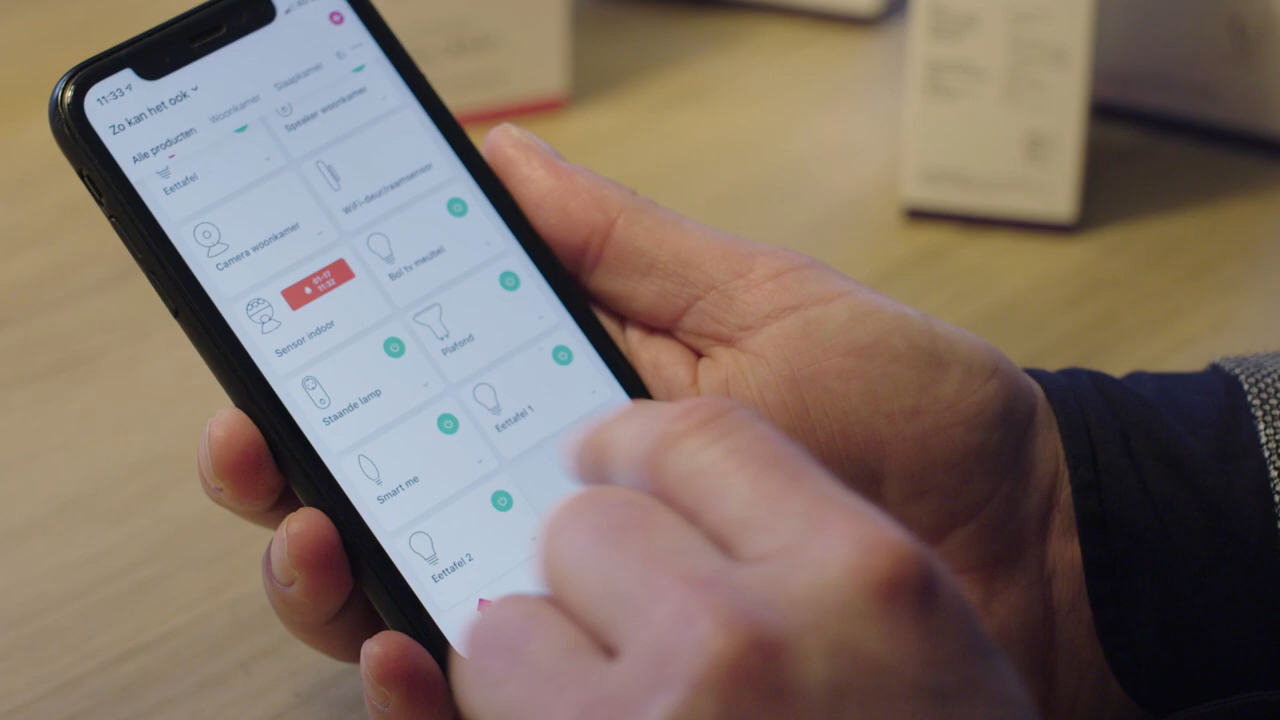 11:33
Zo kan het ook
Alle producten
Woonkamer
Slaapkamer
Eettafel
Speaker woonkamer
Camera woonkamer
WiFi-deur/raamsensor
01-17
11:32
Sensor indoor
Bol tv meubel
Staande lamp
Plafond
Smart me
Eettafel 1
Eettafel 2